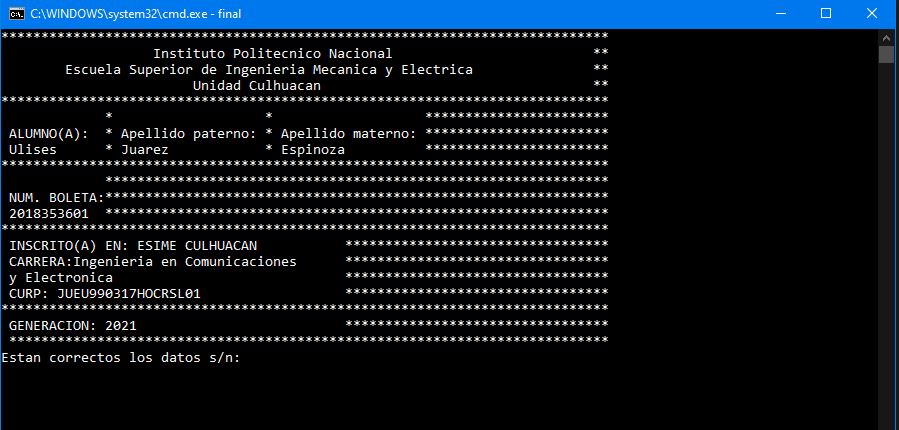 C:\WINDOWS\system32\cmd.exe - final
****************************************************************************
Instituto Politecnico Nacional **
Escuela Superior de Ingenieria Mecanica y Electrica **
Unidad Culhuacan **
****************************************************************************
* * ***********************
ALUMNO(A): * Apellido paterno: * Apellido materno: ***********************
Ulises * Juarez * Espinoza ***********************
****************************************************************************
***************************************************************
NUM. BOLETA:***************************************************************
2018353601 ***************************************************************
****************************************************************************
INSCRITO(A) EN: ESIME CULHUACAN *********************************
CARRERA:Ingenieria en Comunicaciones *********************************
y Electronica *********************************
CURP: JUEU990317HOCRSL01 *********************************
****************************************************************************
GENERACION: 2021 *********************************
***************************************************************************
Estan correctos los datos s/n: